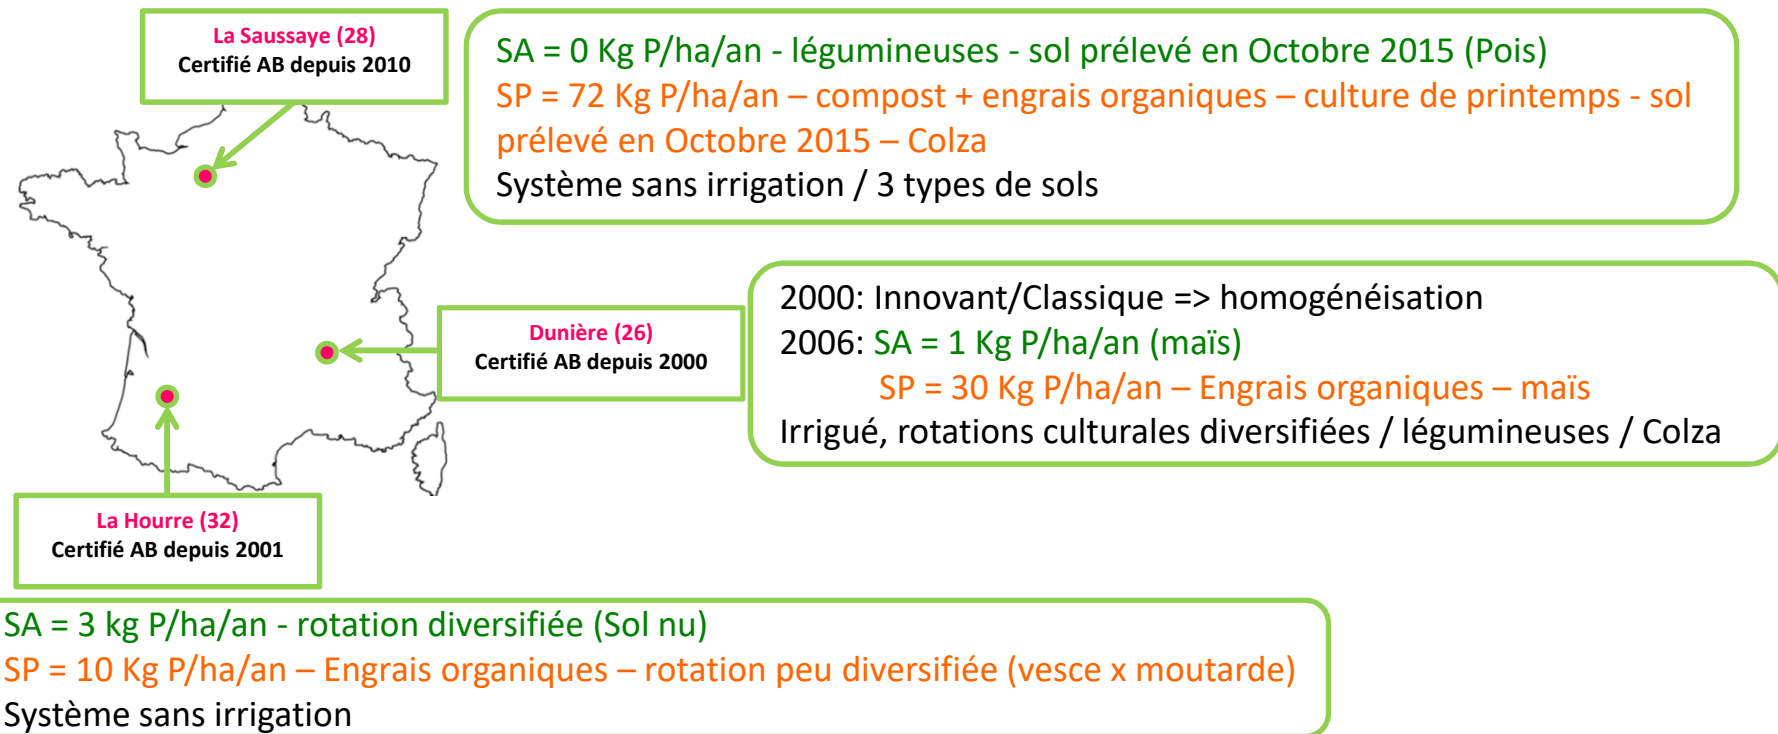 La Saussaye (28)
Certifié AB depuis 2010
SA = 0 Kg P/ha/an - légumineuses - sol prélevé en Octobre 2015 (Pois)
SP = 72 Kg P/ha/an – compost + engrais organiques – culture de printemps - sol
prélevé en Octobre 2015 – Colza
Système sans irrigation / 3 types de sols
Dunière (26)
Certifié AB depuis 2000
2000: Innovant/Classique => homogénéisation
2006: SA = 1 Kg P/ha/an (maïs)
SP = 30 Kg P/ha/an – Engrais organiques – maïs
Irrigué, rotations culturales diversifiées / légumineuses / Colza
La Hourre (32)
Certifié AB depuis 2001
SA = 3 kg P/ha/an - rotation diversifiée (Sol nu)
SP = 10 Kg P/ha/an – Engrais organiques – rotation peu diversifiée (vesce x moutarde)
Système sans irrigation